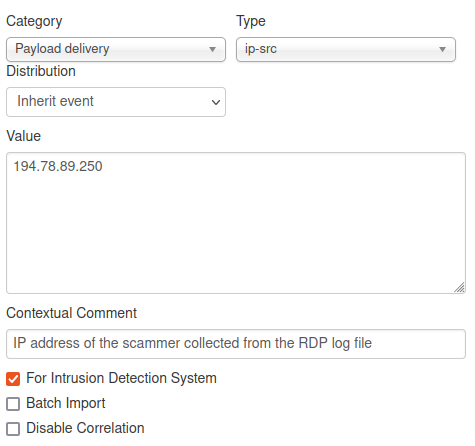 Category Type
Payload delivery ip-src
Distribution
Inherit event
Value
194.78.89.250
Contextual Comment
IP address of the scammer collected from the RDP log file
For Intrusion Detection System
Batch Import
Disable Correlation